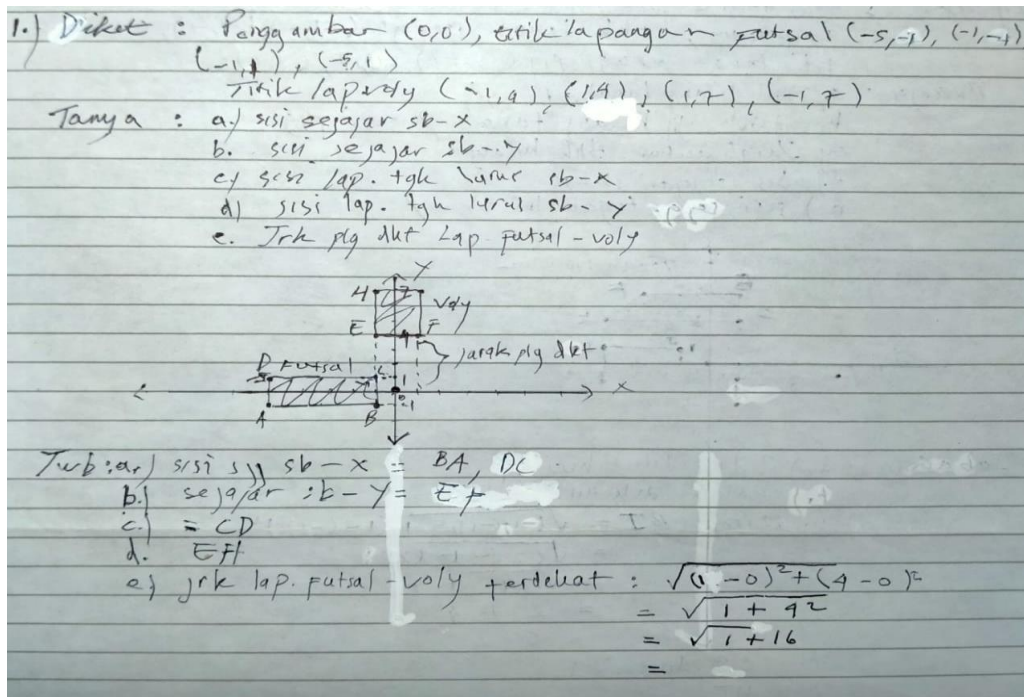 1.) Diket : Penggambar (0,0), titik lapangan futsal (-5,-1), (-1,-1)
(-1,1), (-5,1)
Titik lap voly (-1,4), (1,4), (1,7), (-1,7)
Tanya : a.) sisi sejajar sb-x
b. sisi sejajar sb-y
c) sisi lap. tgk lurus sb-x
d) sisi lap. tgk lurus sb-y
e. Jrk plg dkt Lap futsal - voly
Y
H 7 Voly
E 4 F
jarak plg dkt
D Futsal C 1 X
A B -1
Jwb : a.) sisi sjj sb-x = BA, DC
b.) sejajar sb-Y = EF
c.) = CD
d. EH
e) jrk lap. futsal - voly terdekat : √(1-0)²+(4-0)²
= √1+4²
= √1+16
=